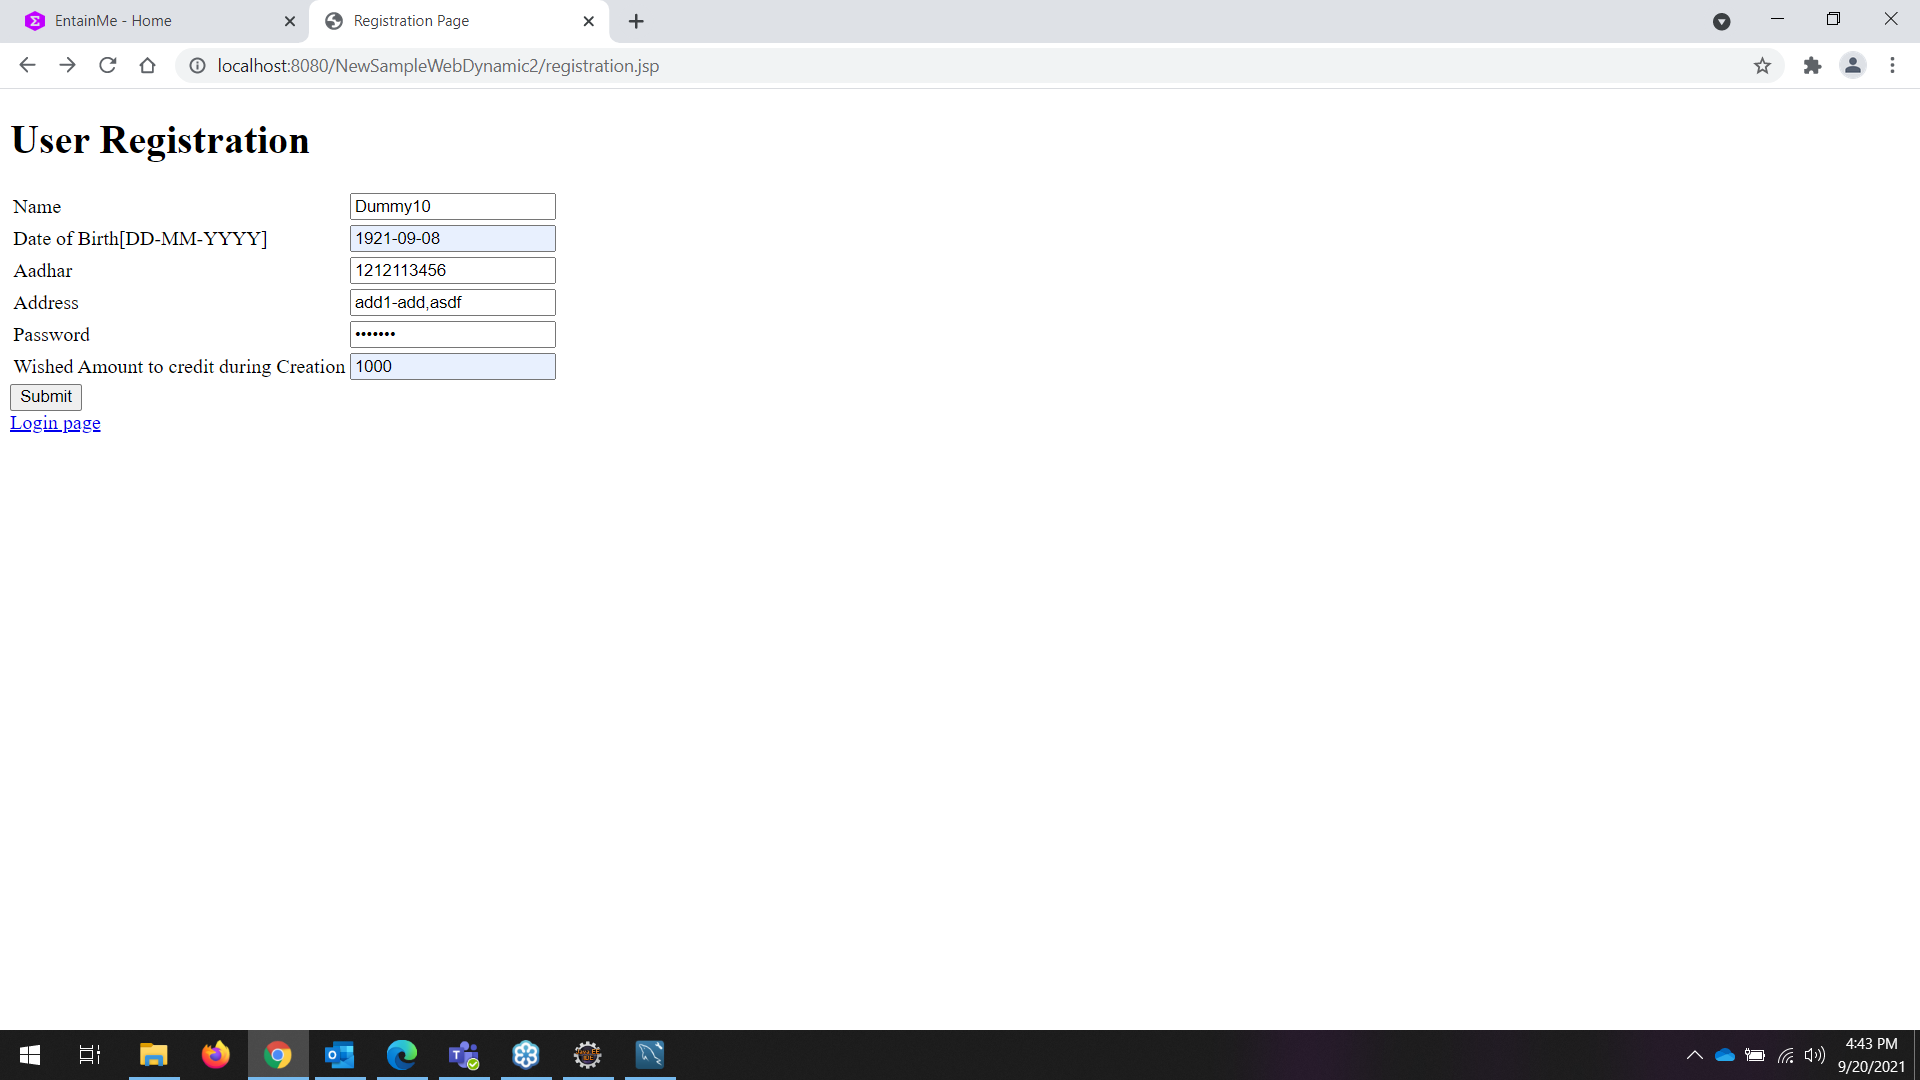 EntainMe - Home
Registration Page
localhost:8080/NewSampleWebDynamic2/registration.jsp
User Registration
Name Dummy10
Date of Birth[DD-MM-YYYY] 1921-09-08
Aadhar 1212113456
Address add1-add,asdf
Password •••••••
Wished Amount to credit during Creation 1000
Submit
Login page
4:43 PM
9/20/2021